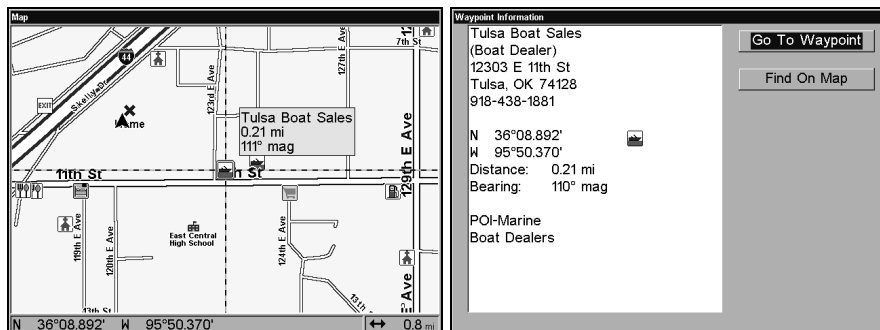 Map
12
7th St
44
EXIT
Skelly Dr
123rd E Ave
127th E Ave
Tulsa Boat Sales
0.21 mi
111° mag
129th E Ave
11th St
h St
119th E Ave
120th E Ave
East Central
High School
124th E Ave
E Ave
13th St
13th
N 36°08.892' W 95°50.370'
0.8 mi
Waypoint Information
Tulsa Boat Sales
(Boat Dealer)
12303 E 11th St
Tulsa, OK 74128
918-438-1881
N 36°08.892'
W 95°50.370'
Distance: 0.21 mi
Bearing: 110° mag
POI-Marine
Boat Dealers
Go To Waypoint
Find On Map